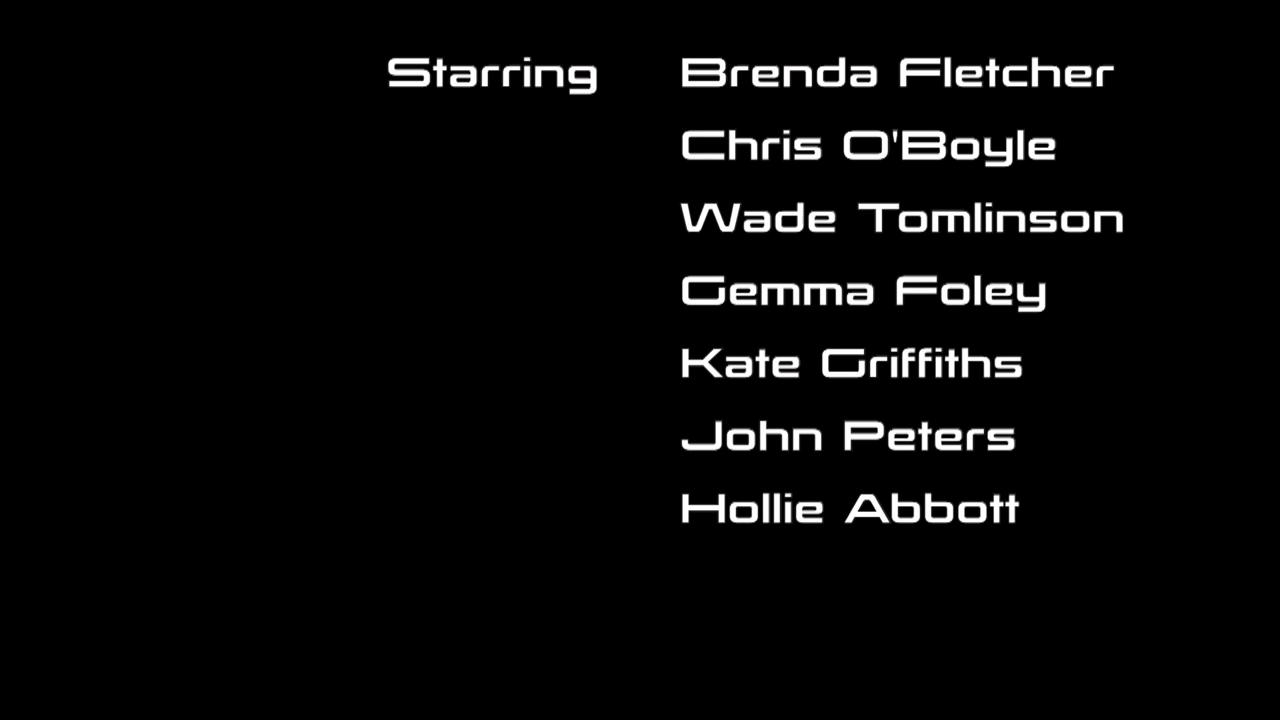 Starring Brenda Fletcher
Chris O'Boyle
Wade Tomlinson
Gemma Foley
Kate Griffiths
John Peters
Hollie Abbott